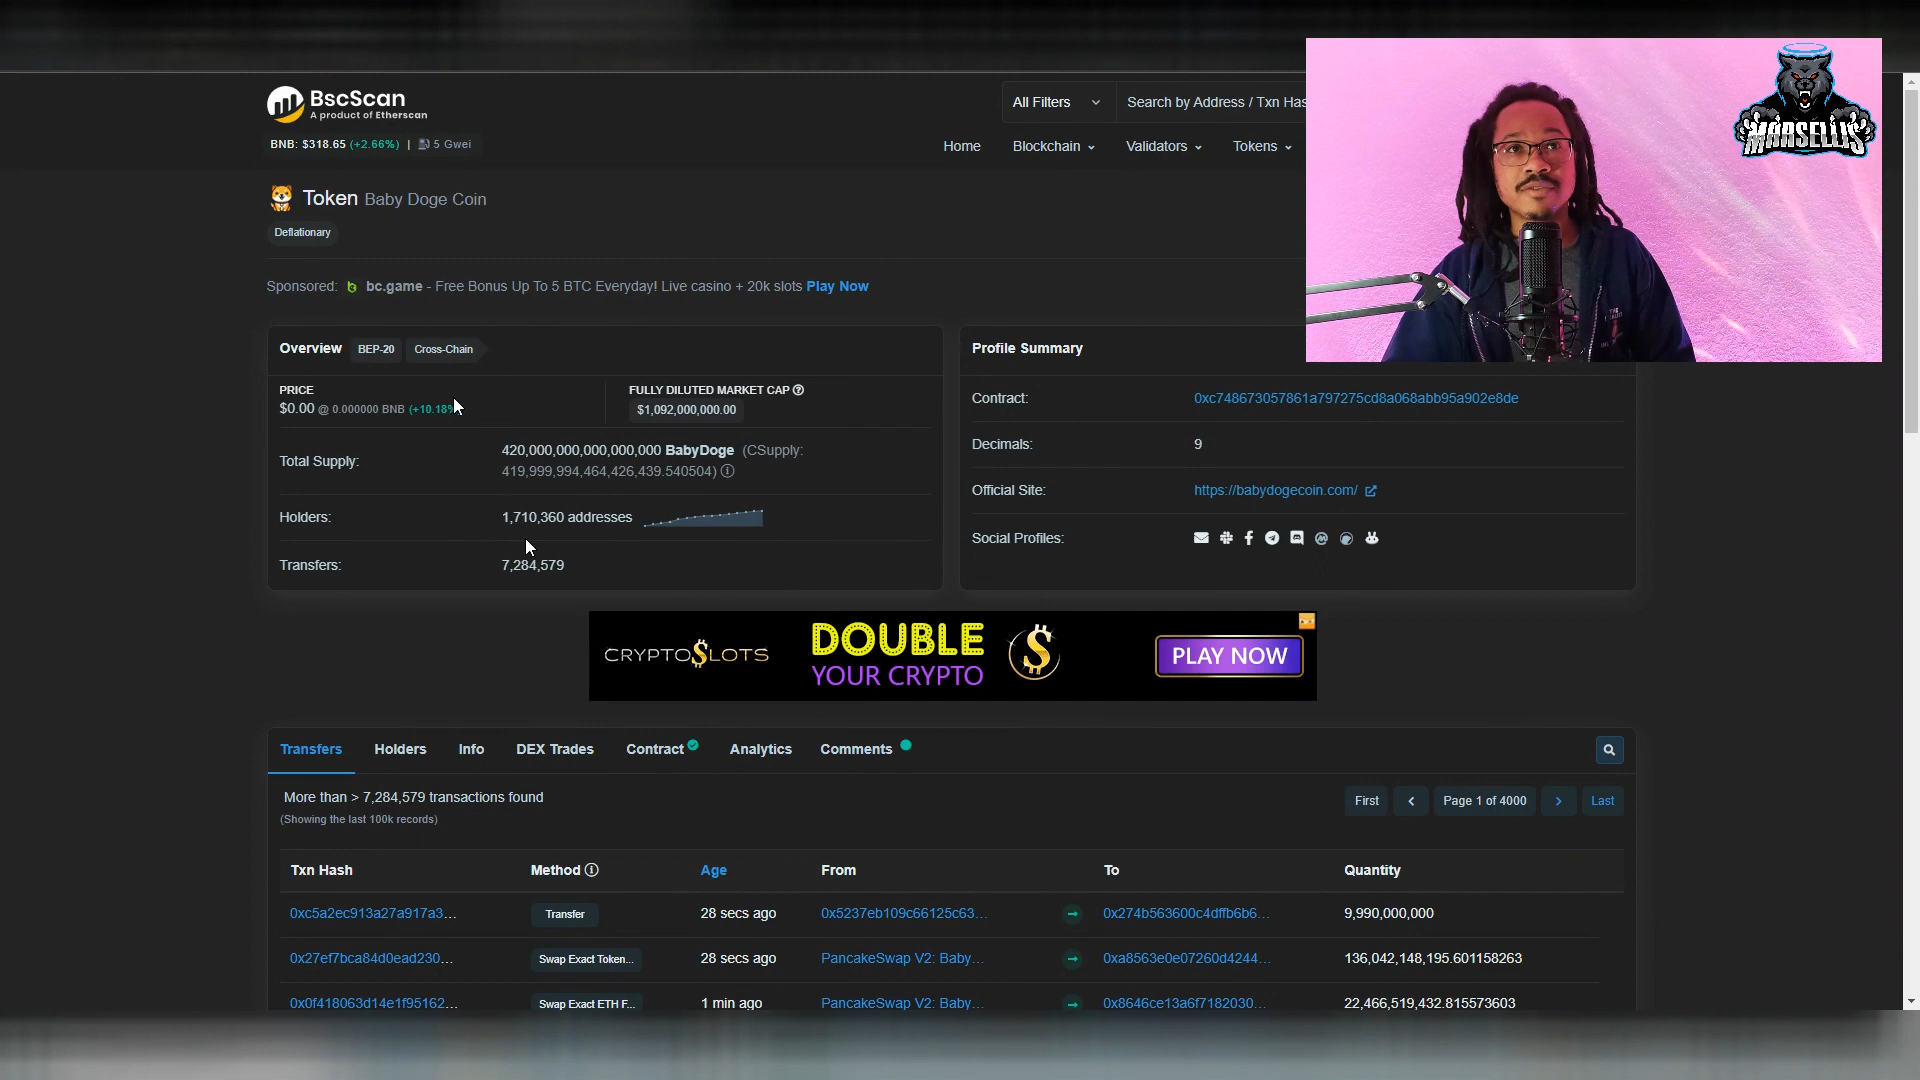 BscScan
A product of Etherscan
All Filters
Search by Address / Txn Has
BNB: $318.65 (+2.66%) | 5 Gwei
Home Blockchain Validators Tokens
MARSELLIS
Token Baby Doge Coin
Deflationary
Sponsored: bc.game - Free Bonus Up To 5 BTC Everyday! Live casino + 20k slots Play Now
Overview BEP-20 Cross-Chain
PRICE
$0.00 @ 0.000000 BNB (+10.18%
FULLY DILUTED MARKET CAP
$1,092,000,000.00
Total Supply:
420,000,000,000,000,000 BabyDoge (CSupply:
419,999,994,464,426,439.540504)
Holders:
1,710,360 addresses
Transfers:
7,284,579
Profile Summary
Contract:
0xc748673057861a797275cd8a068abb95a902e8de
Decimals:
9
Official Site:
https://babydogecoin.com/
Social Profiles:
CRYPTOSLOTS
DOUBLE
YOUR CRYPTO
PLAY NOW
Transfers Holders Info DEX Trades Contract Analytics Comments
More than > 7,284,579 transactions found
(Showing the last 100k records)
First Page 1 of 4000 Last
Txn Hash Method Age From To Quantity
0xc5a2ec913a27a917a3... Transfer 28 secs ago 0x5237eb109c66125c63... 0x274b563600c4dffb6b6... 9,990,000,000
0x27ef7bca84d0ead230... Swap Exact Token... 28 secs ago PancakeSwap V2: Baby... 0xa8563e0e07260d4244... 136,042,148,195.601158263
0x0f418063d14e1f95162... Swap Exact ETH F... 1 min ago PancakeSwap V2: Baby... 0x8646ce13a6f7182030... 22,466,519,432.815573603